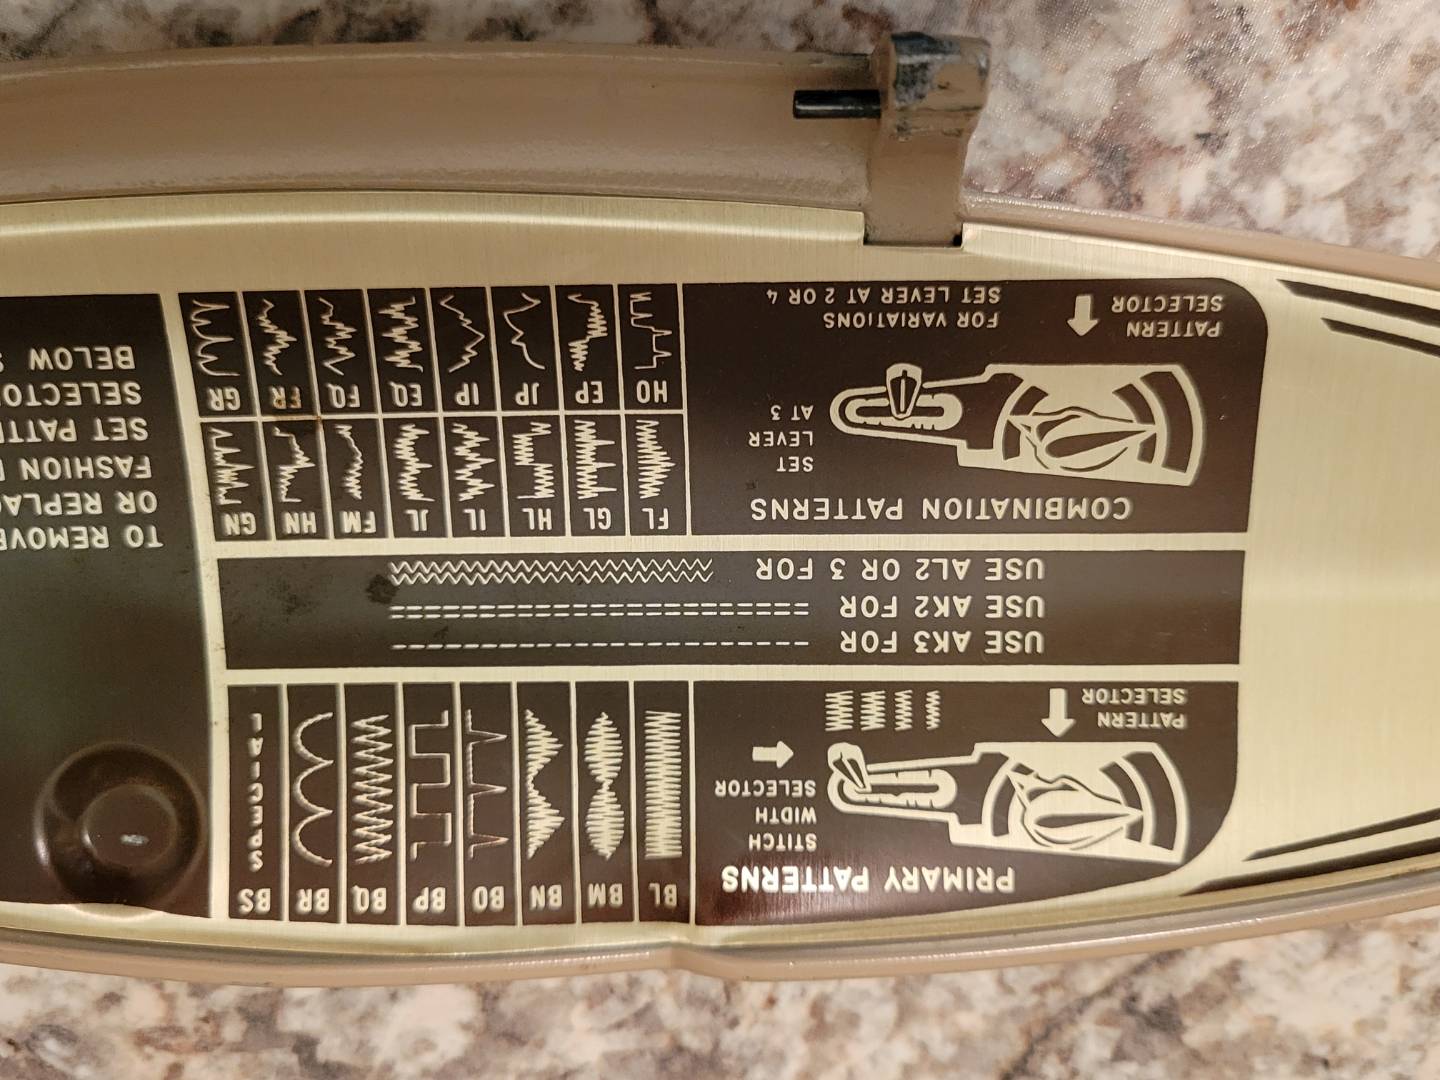 PRIMARY PATTERNS
STITCH
WIDTH
SELECTOR
PATTERN
SELECTOR
BL BM BN BO BP BQ BR BS
SPECIAL
USE AK3 FOR
USE AK2 FOR
USE AL2 OR 3 FOR
COMBINATION PATTERNS
SET
LEVER
AT 3
FOR VARIATIONS
SET LEVER AT 2 OR 4
PATTERN
SELECTOR
FL GL HL IL JL FM HN GN
HO EP JP IP EQ FQ FR GR
TO REMOVE
OR REPLAC
FASHION
SET PATT
SELECTO
BELOW